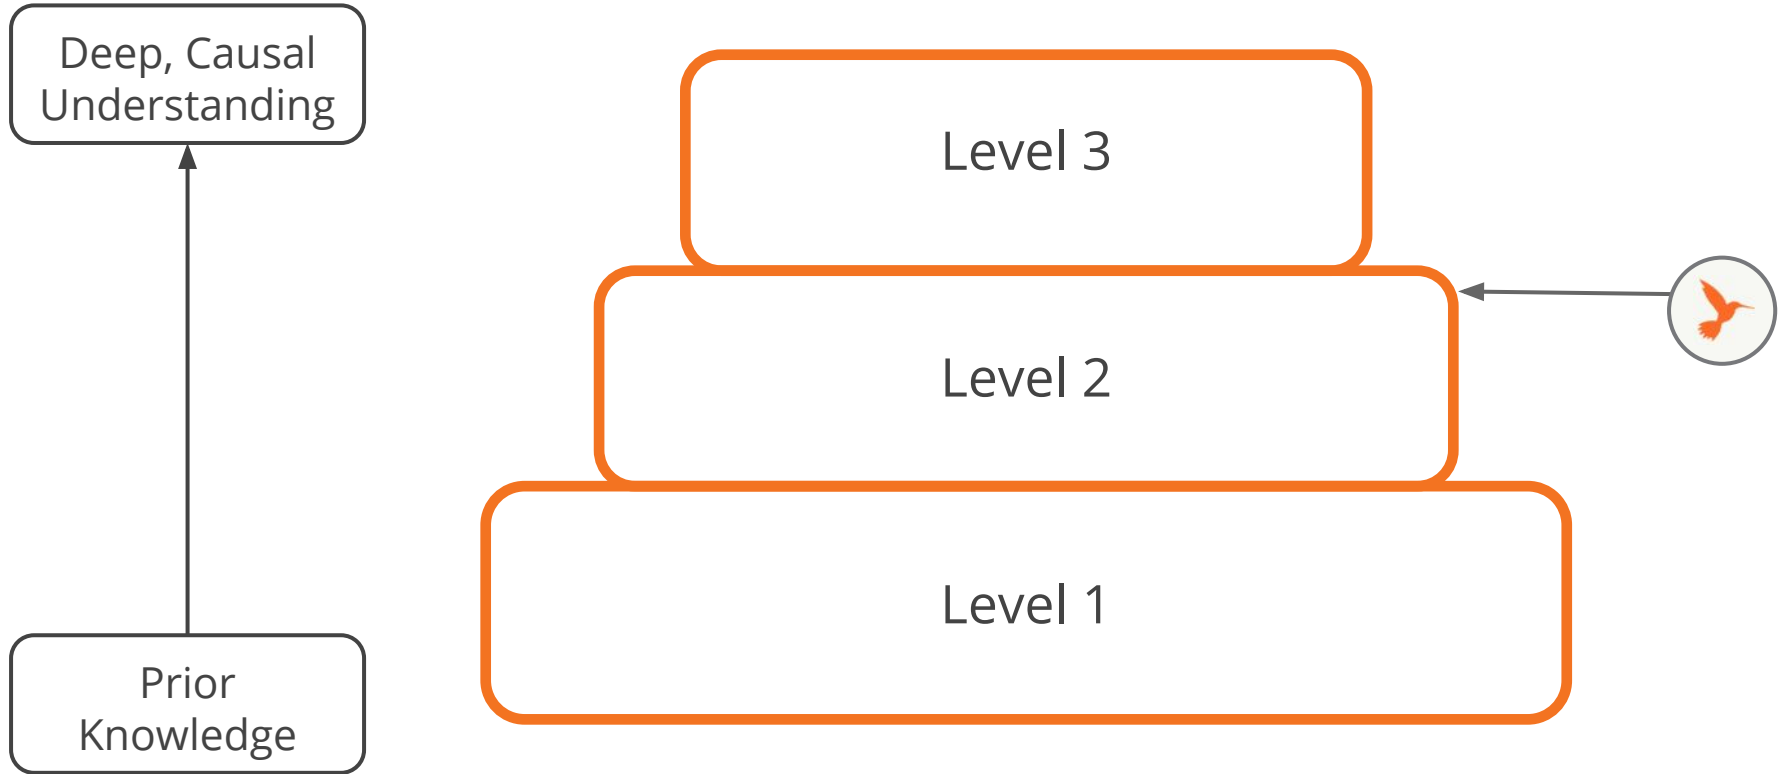 Deep, Causal
Understanding
Prior
Knowledge
Level 3
Level 2
Level 1